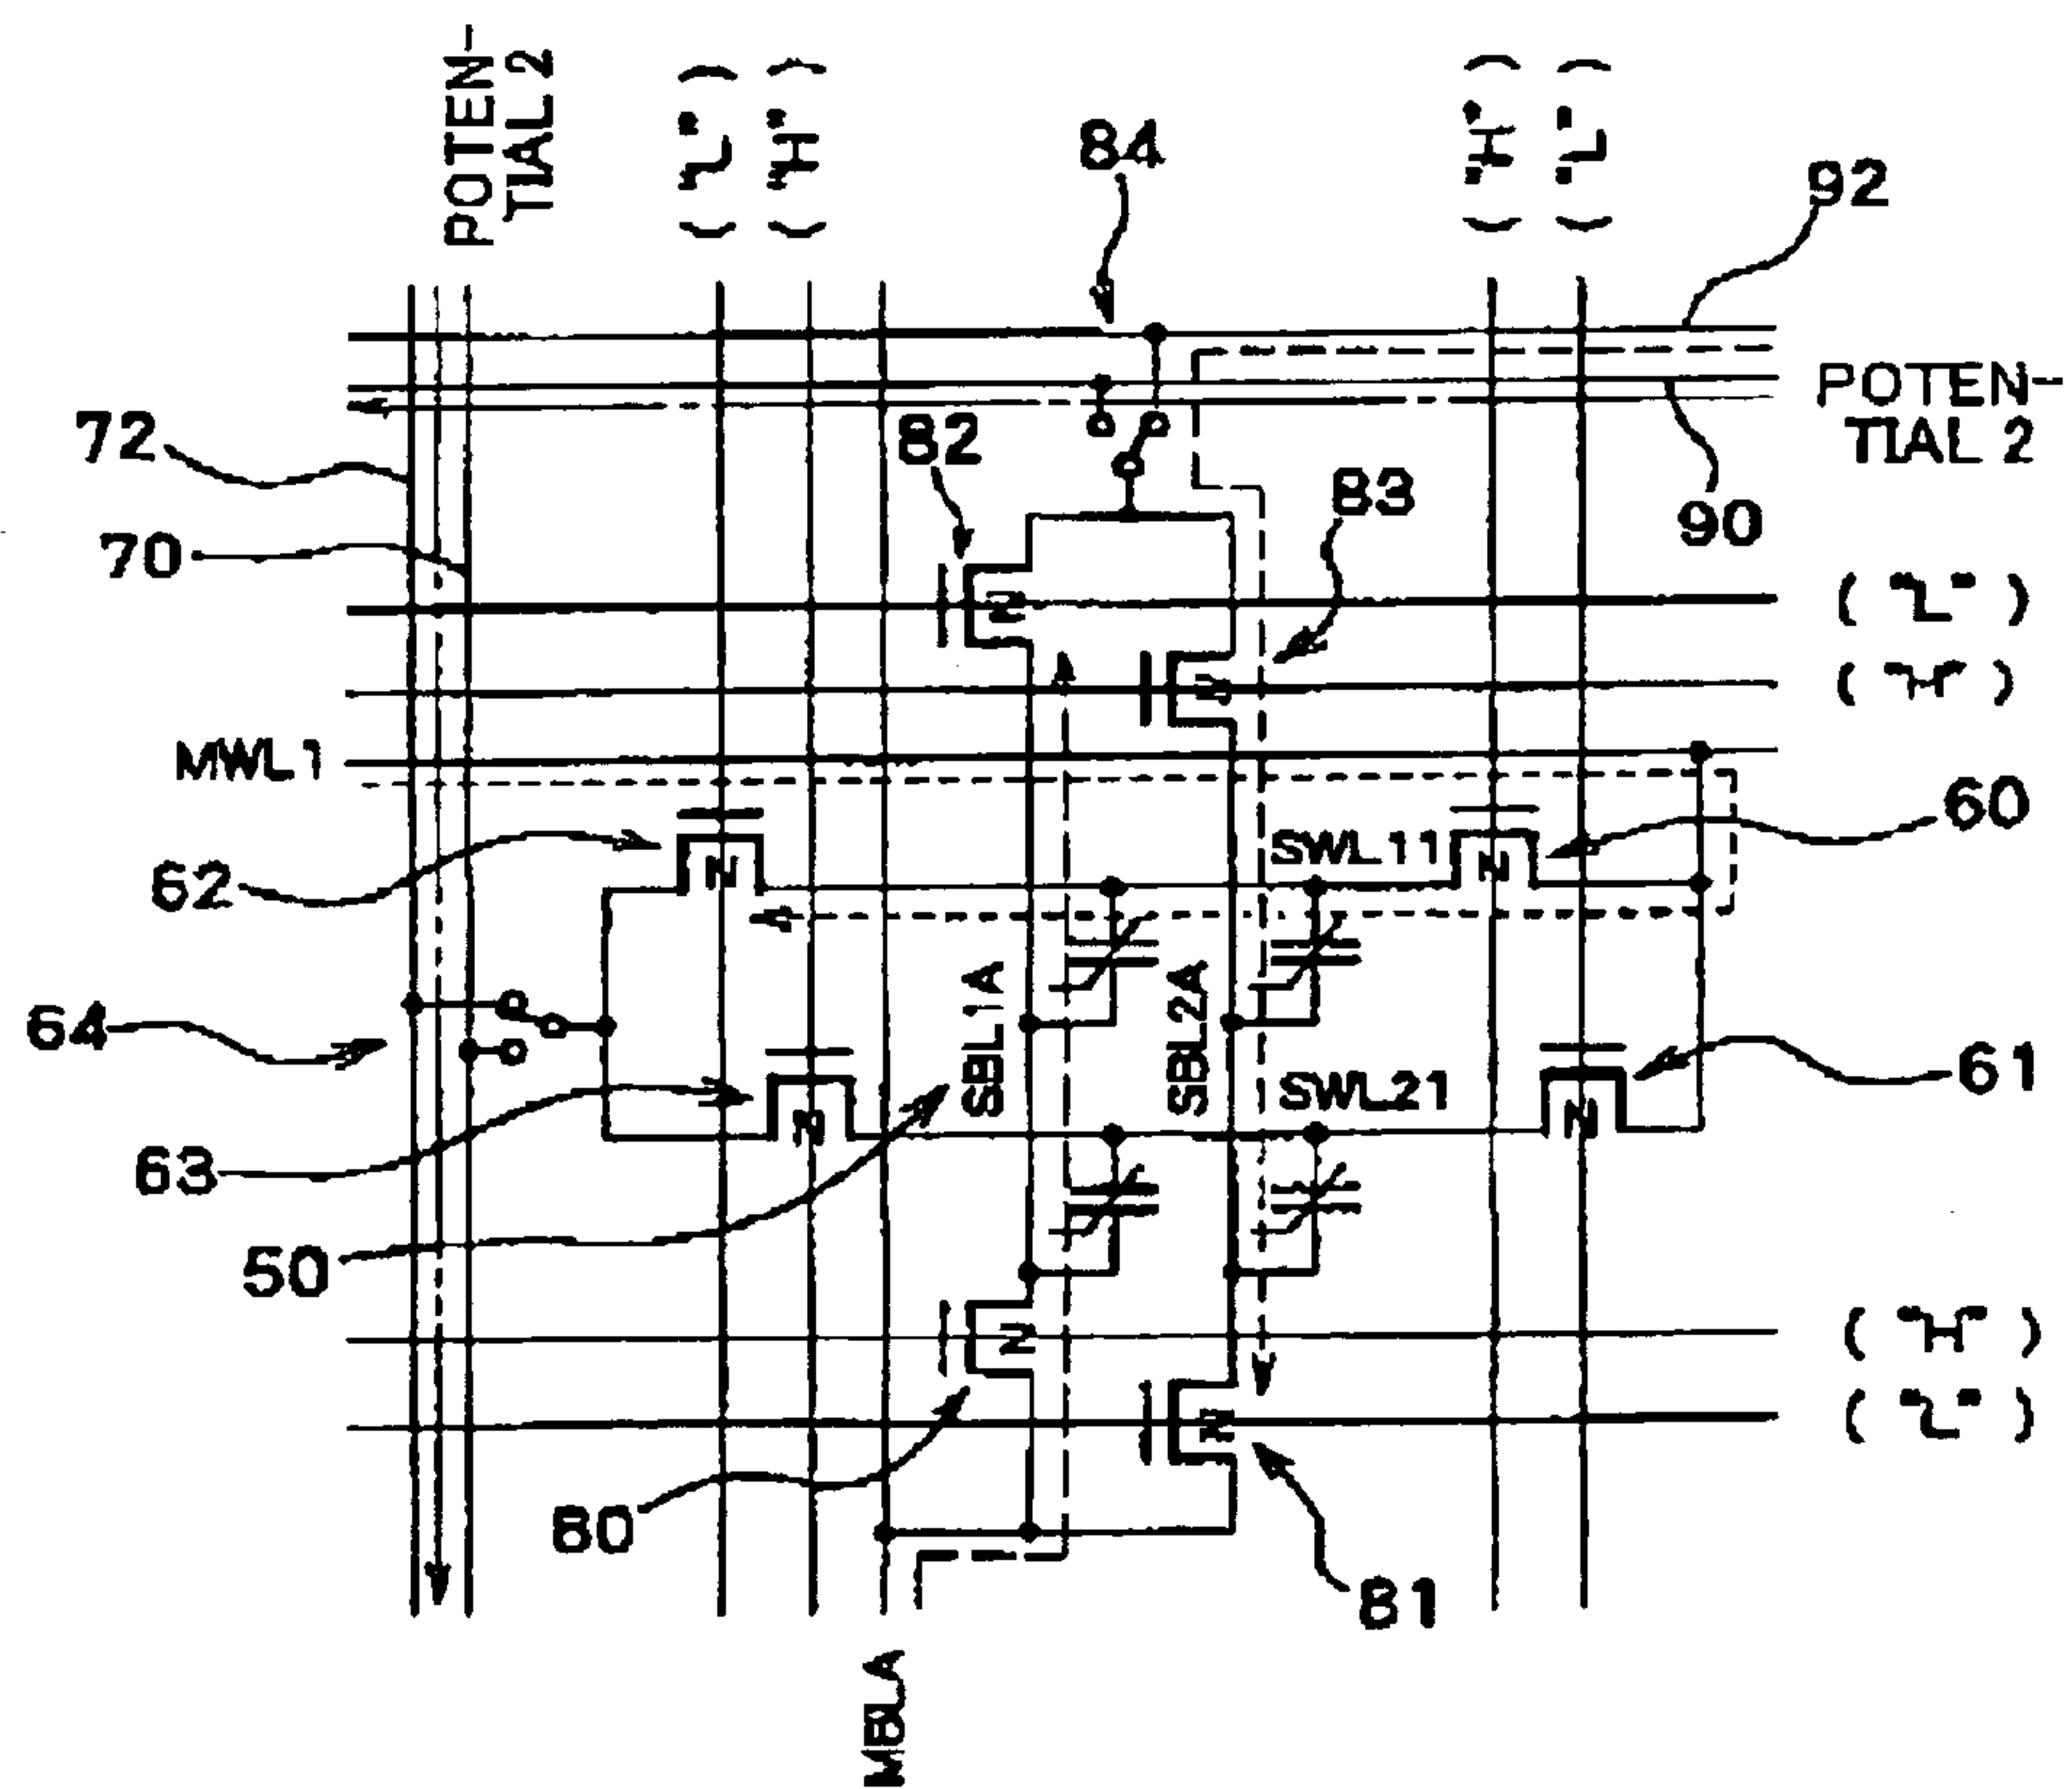 POTEN-
TIAL 2
("L")
("H")
84
("H")
("L")
92
POTEN-
TIAL 2
72
82
83
70
90
("L")
("H")
N
N
MWL1
60
62
N
SWL11
N
64
SBL1A
SBL2A
61
63
N
SWL21
N
50
N
("H")
("L")
N
80
81
MBLA